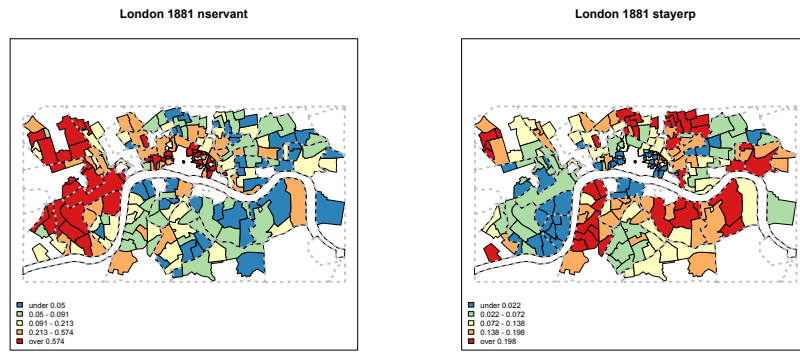 London 1881 nservant
under 0.05
0.05 - 0.091
0.091 - 0.213
0.213 - 0.574
over 0.574
London 1881 stayerp
under 0.022
0.022 - 0.072
0.072 - 0.138
0.138 - 0.198
over 0.198